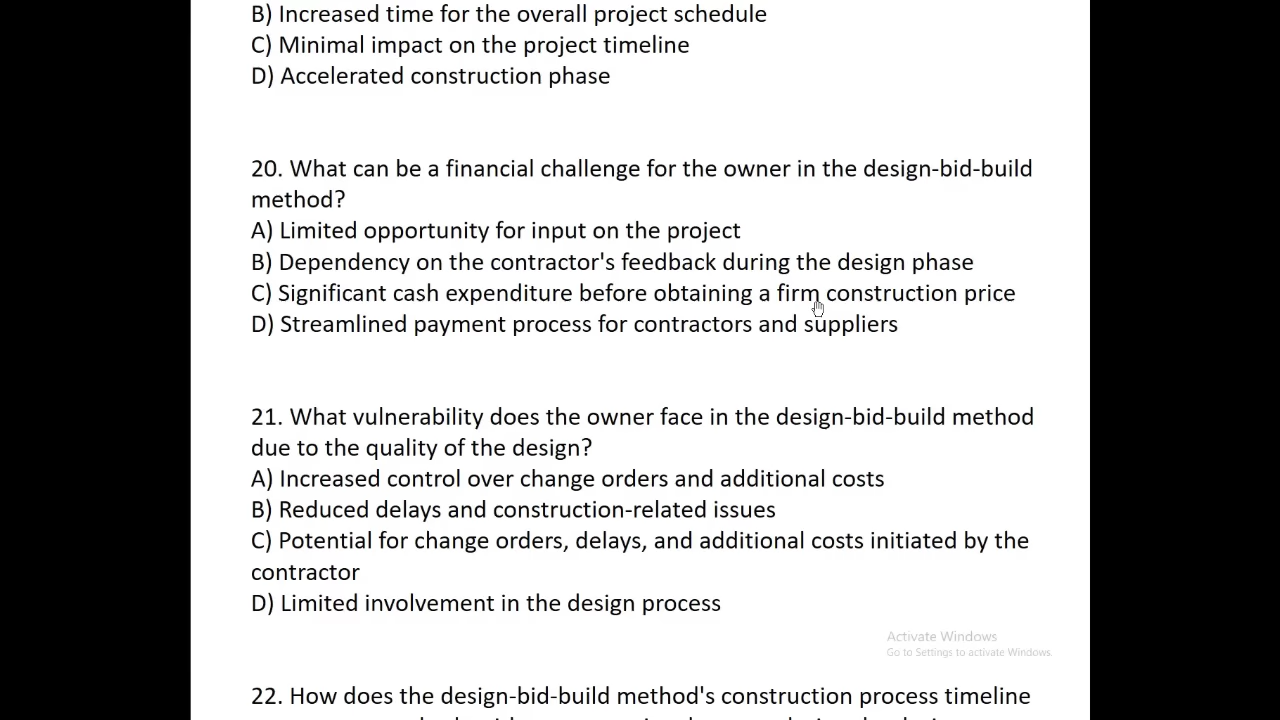 B) Increased time for the overall project schedule
C) Minimal impact on the project timeline
D) Accelerated construction phase
20. What can be a financial challenge for the owner in the design-bid-build
method?
A) Limited opportunity for input on the project
B) Dependency on the contractor's feedback during the design phase
C) Significant cash expenditure before obtaining a firm construction price
D) Streamlined payment process for contractors and suppliers
21. What vulnerability does the owner face in the design-bid-build method
due to the quality of the design?
A) Increased control over change orders and additional costs
B) Reduced delays and construction-related issues
C) Potential for change orders, delays, and additional costs initiated by the
contractor
D) Limited involvement in the design process
Activate Windows
Go to Settings to activate Windows.
22. How does the design-bid-build method's construction process timeline